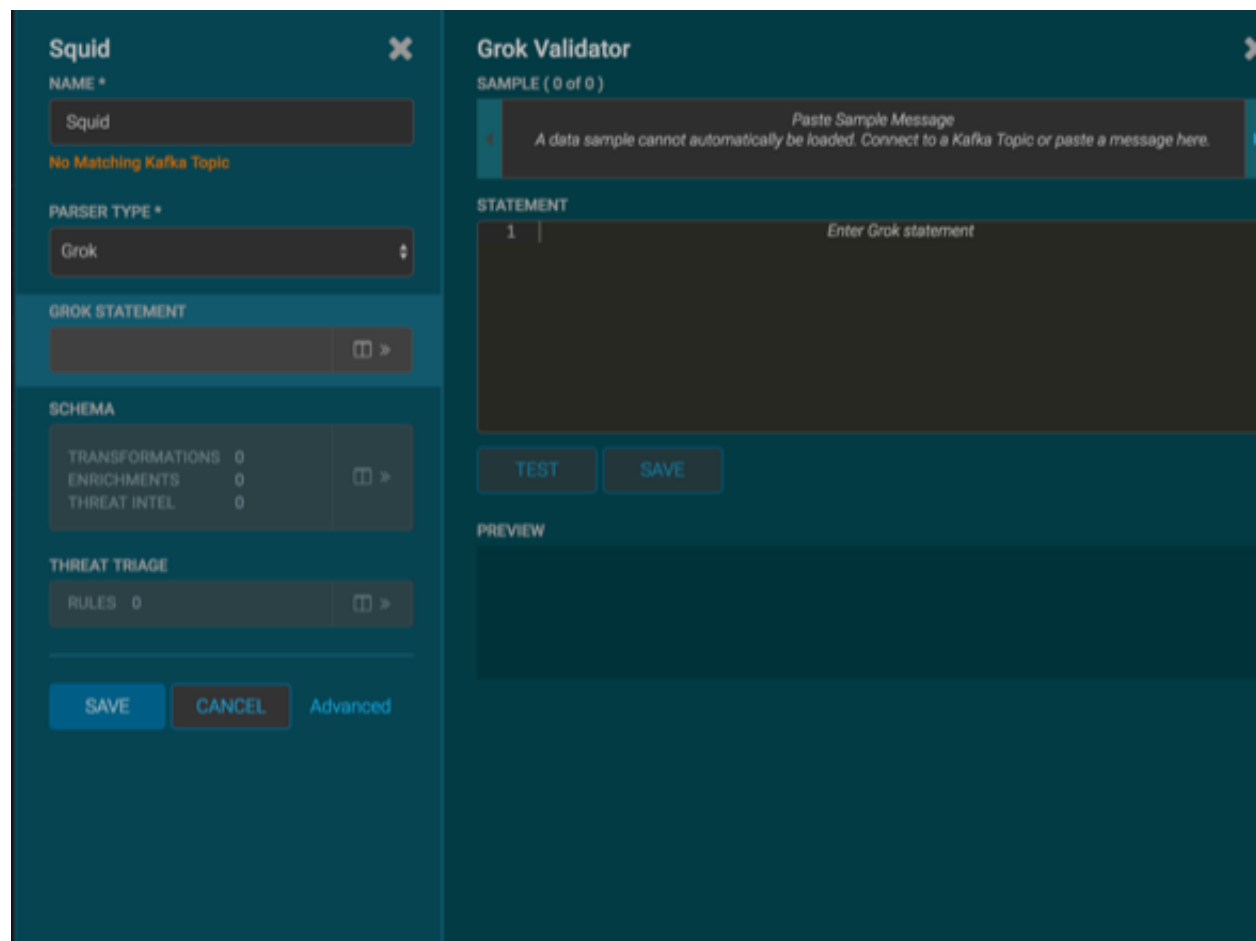 Squid
NAME *
Squid
No Matching Kafka Topic
PARSER TYPE *
Grok
GROK STATEMENT
SCHEMA
TRANSFORMATIONS 0
ENRICHMENTS 0
THREAT INTEL 0
THREAT TRIAGE
RULES 0
SAVE CANCEL Advanced
Grok Validator
SAMPLE ( 0 of 0 )
Paste Sample Message
A data sample cannot automatically be loaded. Connect to a Kafka Topic or paste a message here.
STATEMENT
1 Enter Grok statement
TEST SAVE
PREVIEW